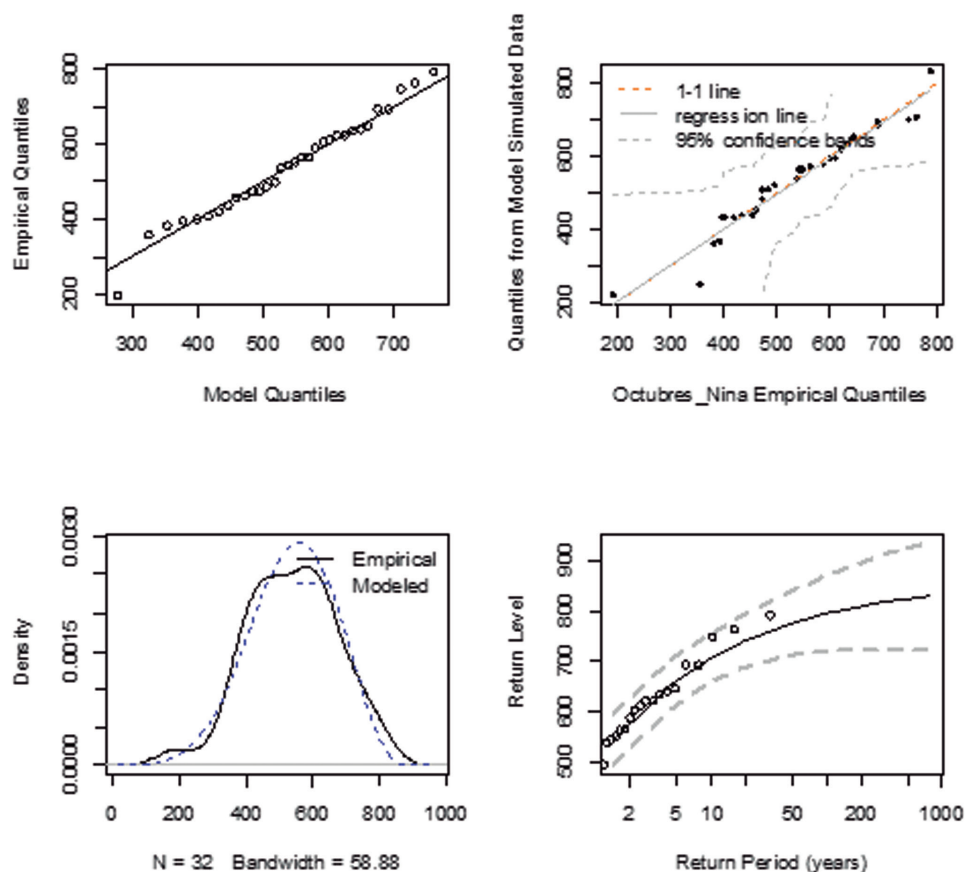 Empirical Quantiles
200 400 600 800
300 400 500 600 700
Model Quantiles
Quantiles from Model Simulated Data
200 400 600 800
1-1 line
regression line
95% confidence bands
200 300 400 500 600 700 800
Octubres_Nina Empirical Quantiles
Density
0.0000 0.0015 0.0030
Empirical
Modeled
0 200 400 600 800 1000
N = 32 Bandwidth = 58.88
Return Level
500 600 700 800 900
2 5 10 50 200 1000
Return Period (years)